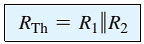 R_Th = R_1 ‖ R_2